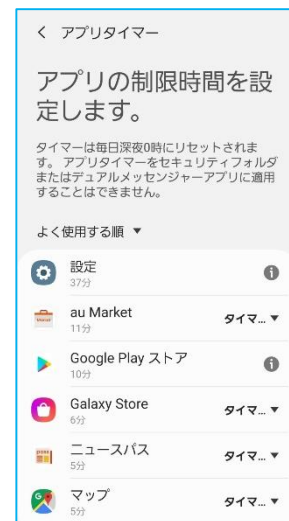 < アプリタイマー
アプリの制限時間を設
定します。
タイマーは毎日深夜0時にリセットされま
す。 アプリタイマーをセキュリティフォルダ
またはデュアルメッセンジャーアプリに適用
することはできません。
よく使用する順 ▼
設定
37分
au Market
11分
タイマ... ▼
Google Play ストア
10分
Galaxy Store
6分
タイマ... ▼
ニュースパス
5分
タイマ... ▼
マップ
5分
タイマ... ▼